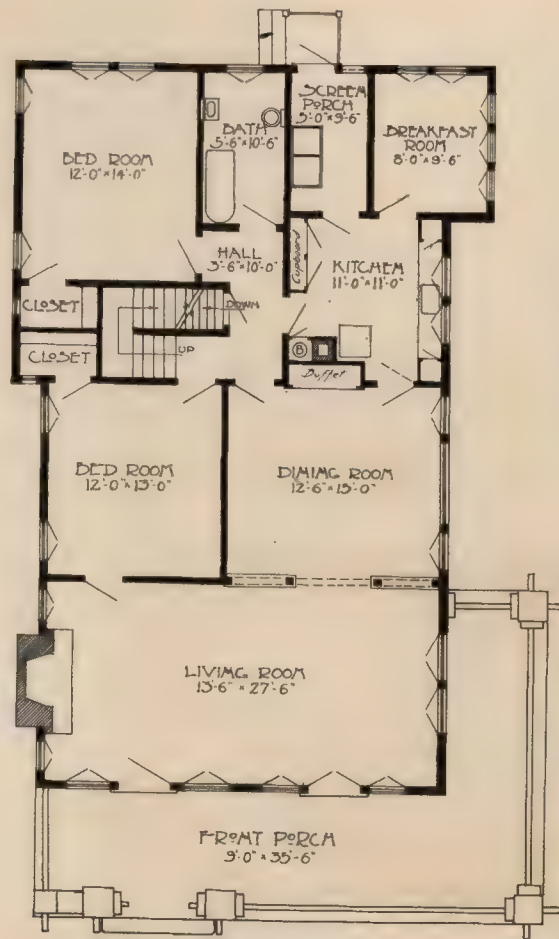 SCREEN
PORCH
5'-0" × 9'-6"
BATH
5'-6" × 10'-6"
BREAKFAST
ROOM
8'-0" × 9'-6"
BED ROOM
12'-0" × 14'-0"
HALL
3'-6" × 10'-0"
Cupboard
KITCHEN
11'-0" × 11'-0"
CLOSET
DOWN
UP
CLOSET
B
Buffet
BED ROOM
12'-0" × 13'-0"
DINING ROOM
12'-6" × 15'-0"
LIVING ROOM
13'-6" × 27'-6"
FRONT PORCH
9'-0" × 35'-6"